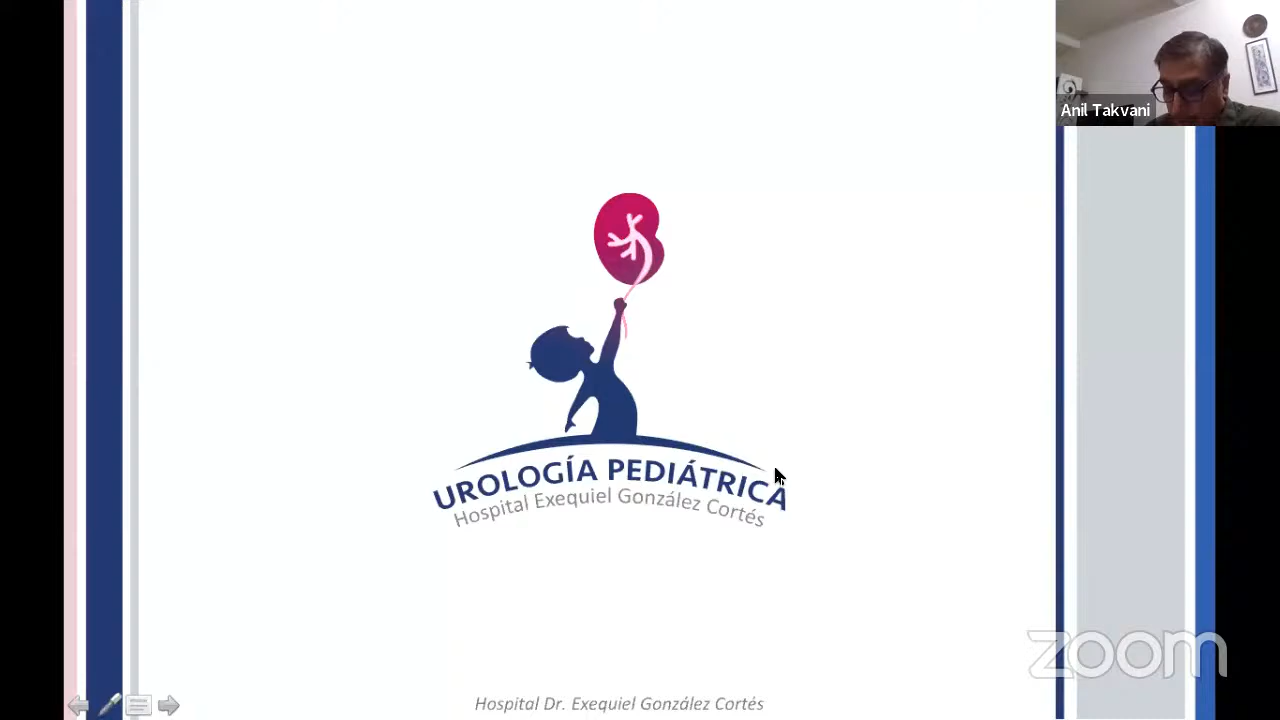 Anil Takvani
UROLOGÍA PEDIÁTRICA
Hospital Exequiel González Cortés
zoom
Hospital Dr. Exequiel González Cortés